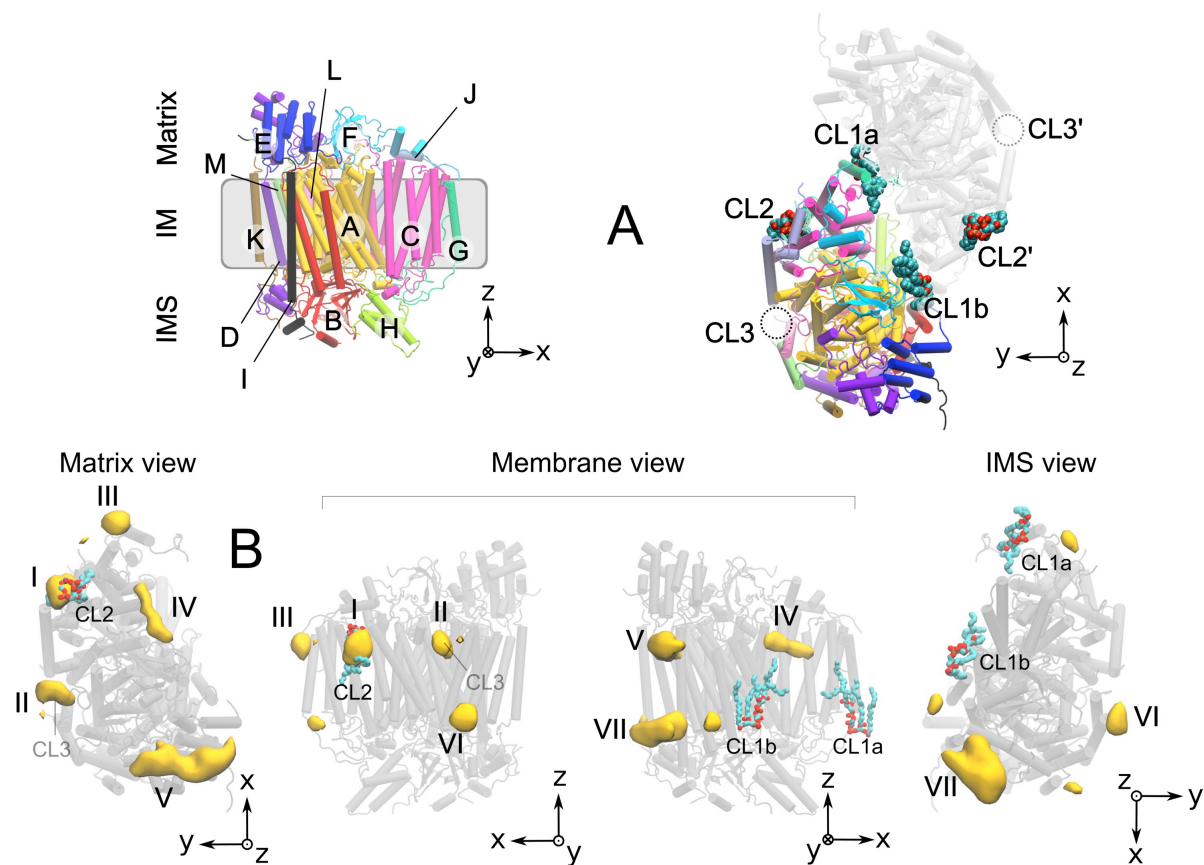 L
J
Matrix
E
F
M
IM
K
A
C
G
IMS
D
B
H
I
z
y
x
A
CL1a
CL3'
CL2
CL2'
CL1b
CL3
x
y
z
Matrix view
Membrane view
IMS view
B
III
I
CL2
IV
II
CL3
V
x
y
z
III
I
II
CL2
CL3
VI
z
x
y
V
IV
VII
CL1b
CL1a
z
y
x
CL1a
CL1b
VI
VII
z
y
x